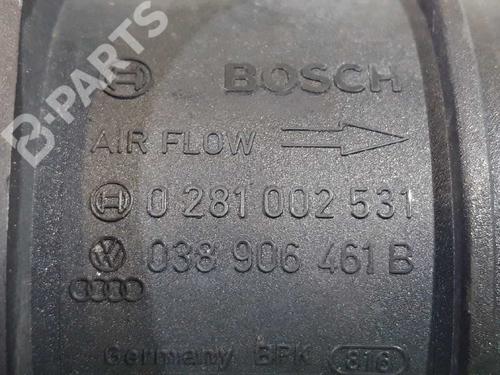 B-PARTS
BOSCH
AIR FLOW
0 281 002 531
038 906 461 B
Germany BPK 816